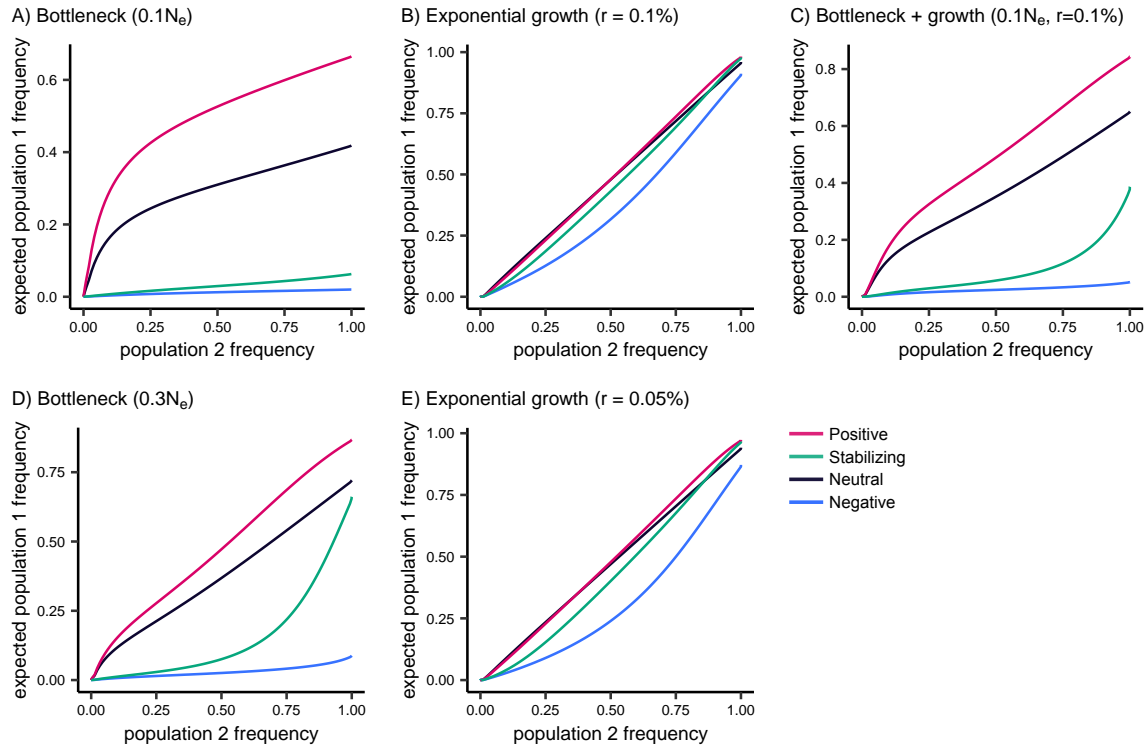 A) Bottleneck (0.1Ne)
B) Exponential growth (r = 0.1%)
C) Bottleneck + growth (0.1Ne, r=0.1%)
expected population 1 frequency
0.6
0.4
0.2
0.0
0.00 0.25 0.50 0.75 1.00
population 2 frequency
expected population 1 frequency
1.00
0.75
0.50
0.25
0.00
0.00 0.25 0.50 0.75 1.00
population 2 frequency
expected population 1 frequency
0.8
0.6
0.4
0.2
0.0
0.00 0.25 0.50 0.75 1.00
population 2 frequency
D) Bottleneck (0.3Ne)
E) Exponential growth (r = 0.05%)
expected population 1 frequency
0.75
0.50
0.25
0.00
0.00 0.25 0.50 0.75 1.00
population 2 frequency
expected population 1 frequency
1.00
0.75
0.50
0.25
0.00
0.00 0.25 0.50 0.75 1.00
population 2 frequency
Positive
Stabilizing
Neutral
Negative